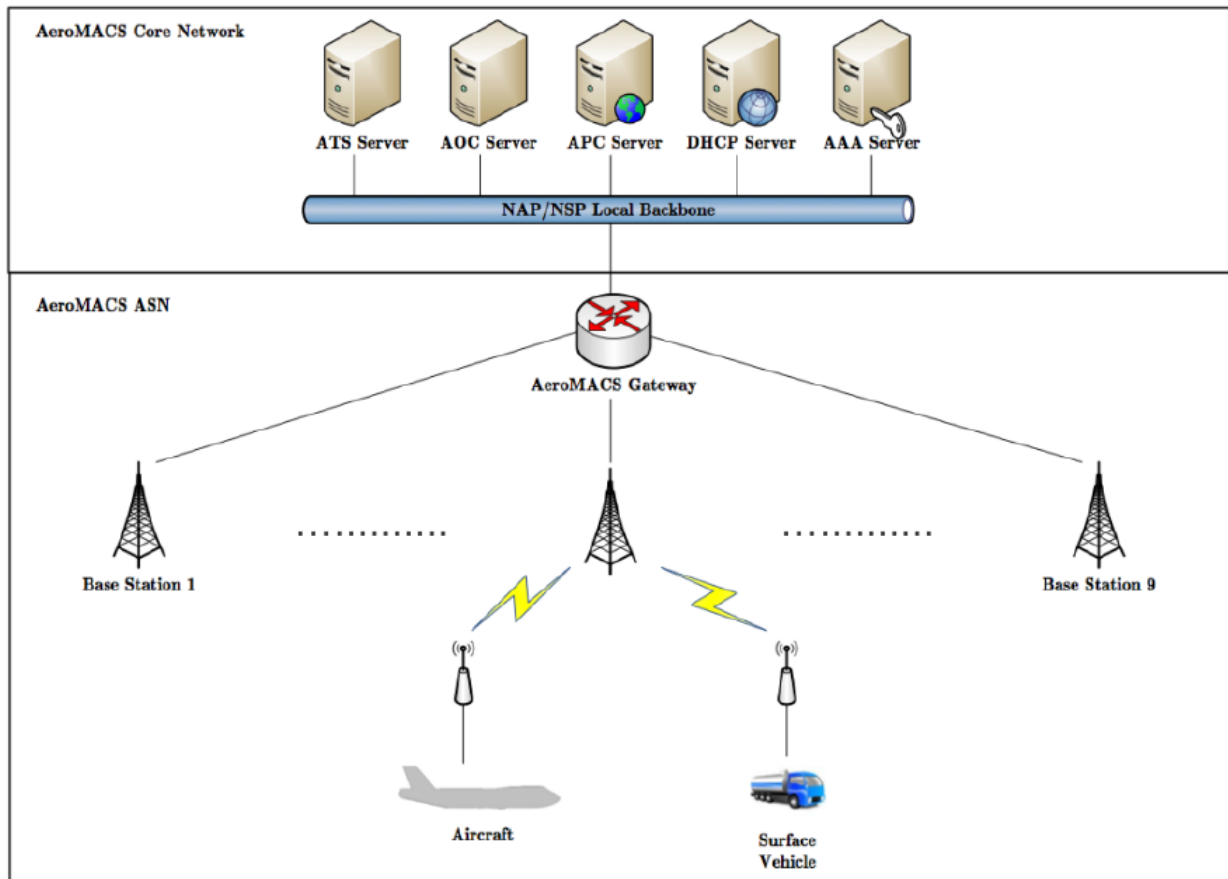 AeroMACS Core Network
ATS Server
AOC Server
APC Server
DHCP Server
AAA Server
NAP/NSP Local Backbone
AeroMACS ASN
AeroMACS Gateway
Base Station 1
Base Station 9
Aircraft
Surface
Vehicle